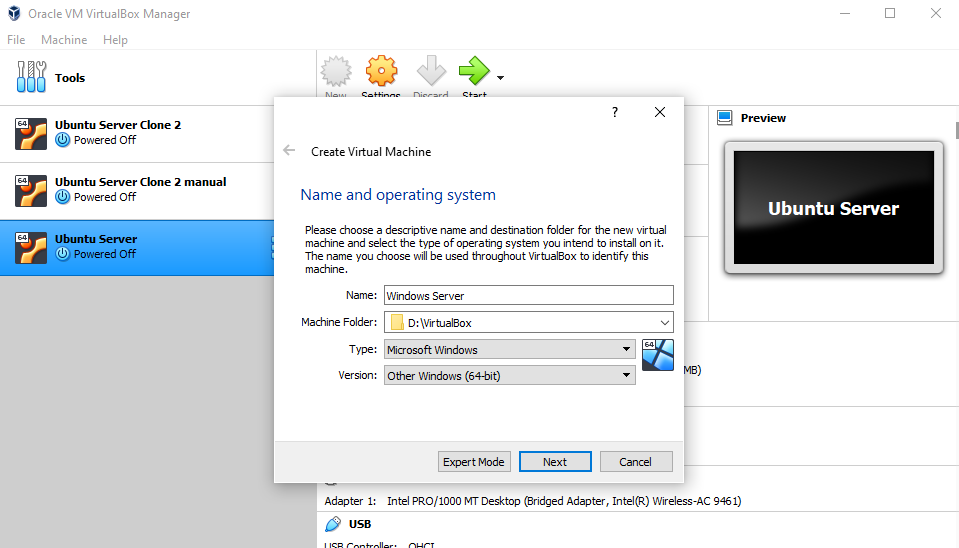 Oracle VM VirtualBox Manager
File Machine Help
Tools
New Settings Discard Start
64 Ubuntu Server Clone 2
Powered Off
64 Ubuntu Server Clone 2 manual
Powered Off
64 Ubuntu Server
Powered Off
?
Create Virtual Machine
Name and operating system
Please choose a descriptive name and destination folder for the new virtual
machine and select the type of operating system you intend to install on it.
The name you choose will be used throughout VirtualBox to identify this
machine.
Name: Windows Server
Machine Folder: D:\VirtualBox
Type: Microsoft Windows
64
Version: Other Windows (64-bit)
Expert Mode Next Cancel
Preview
Ubuntu Server
MB)
Adapter 1: Intel PRO/1000 MT Desktop (Bridged Adapter, Intel(R) Wireless-AC 9461)
USB
USB Controller: OHCI